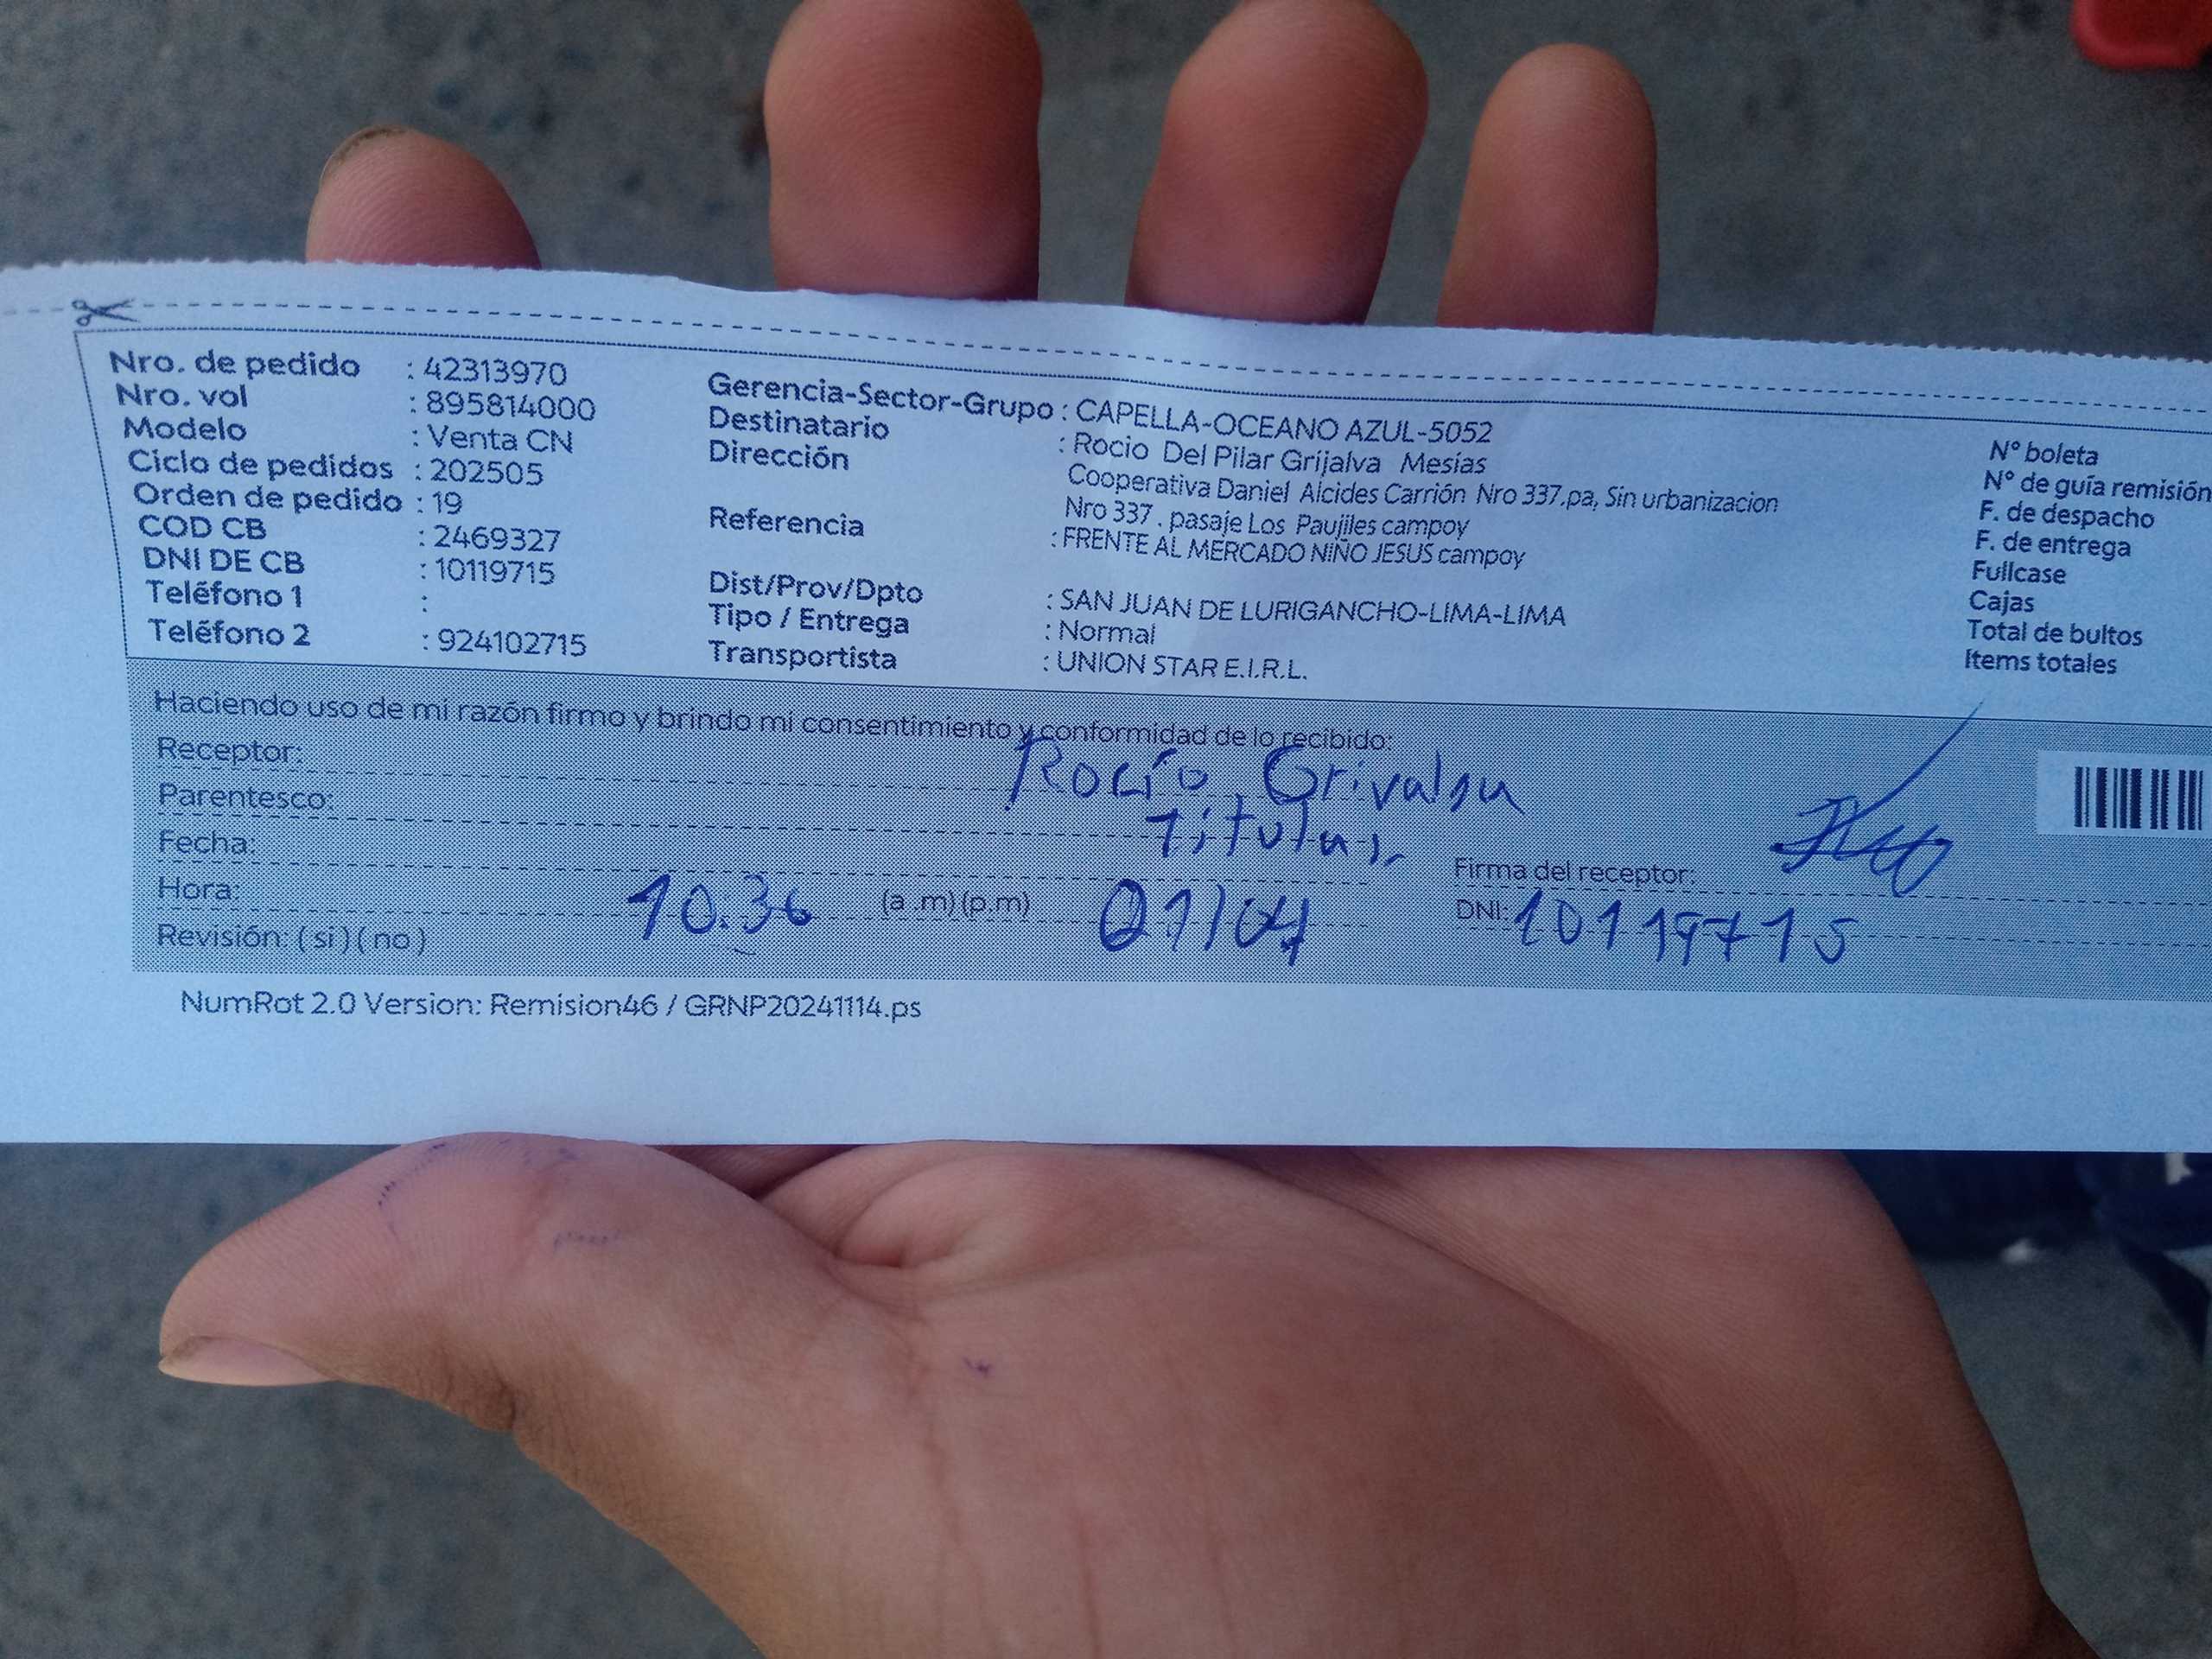 Nro. de pedido : 42313970
Nro. vol : 895814000
Modelo : Venta CN
Ciclo de pedidos : 202505
Orden de pedido : 19
COD CB : 2469327
DNI DE CB : 10119715
Teléfono 1 :
Teléfono 2 : 924102715
Gerencia-Sector-Grupo : CAPELLA-OCEANO AZUL-5052
Destinatario : Rocio Del Pilar Grijalva Mesías
Dirección Cooperativa Daniel Alcides Carrión Nro 337.pa, Sin urbanizacion
Nro 337 . pasaje Los Paujiles campoy
Referencia : FRENTE AL MERCADO NIÑO JESUS campoy
Dist/Prov/Dpto : SAN JUAN DE LURIGANCHO-LIMA-LIMA
Tipo / Entrega : Normal
Transportista : UNION STAR E.I.R.L.
N° boleta
N° de guía remisión
F. de despacho
F. de entrega
Fullcase
Cajas
Total de bultos
Items totales
Haciendo uso de mi razón firmo y brindo mi consentimiento y conformidad de lo recibido:
Receptor: Rocío Grivalsa
Parentesco: Titular
Fecha:
Firma del receptor:
Hora: 10:36 (a .m) (p.m) 01/04 DNI: 10119715
Revisión: ( si ) ( no )
NumRot 2.0 Version: Remision46 / GRNP20241114.ps